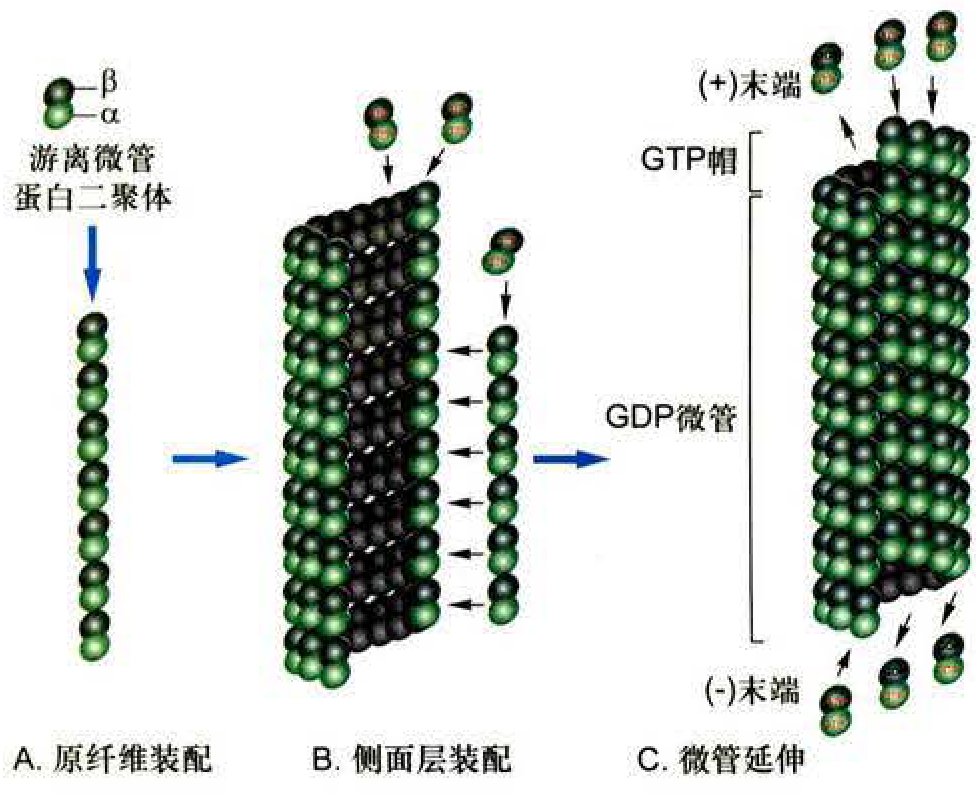 β
α
游离微管
蛋白二聚体
(+)末端
GTP帽
GDP微管
(-)末端
A. 原纤维装配
B. 侧面层装配
C. 微管延伸